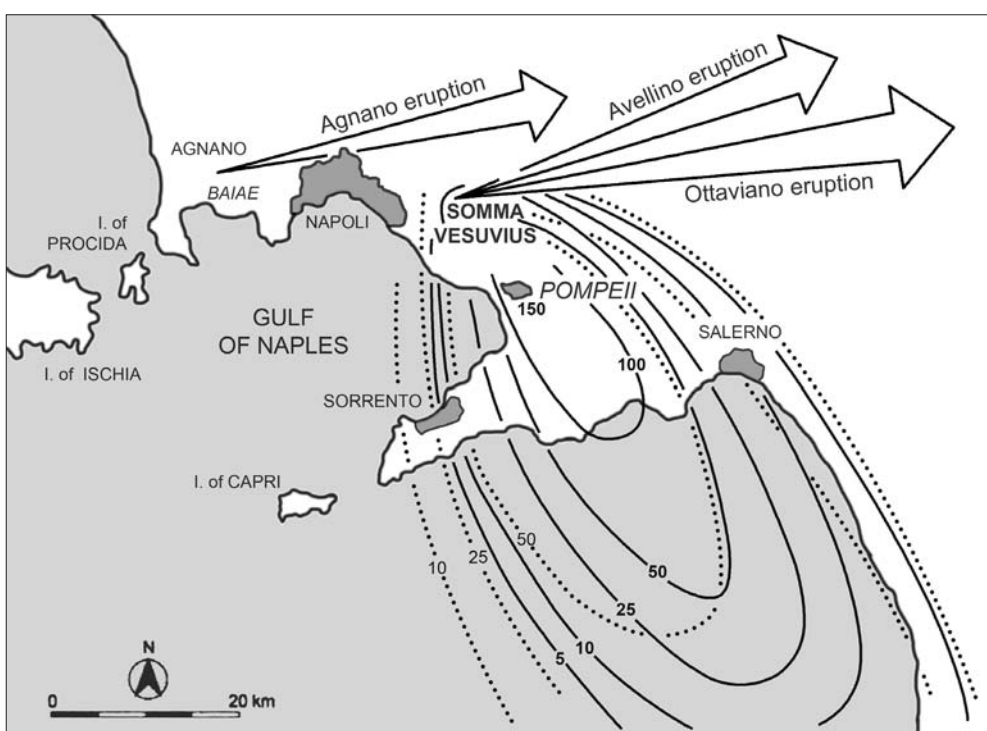 Agnano eruption
Avellino eruption
AGNANO
BAIAE
Ottaviano eruption
I. of
PROCIDA
NAPOLI
SOMMA
VESUVIUS
POMPEII
150
GULF
OF NAPLES
SALERNO
I. of ISCHIA
100
SORRENTO
I. of CAPRI
50
25
10
50
25
10
5
N
0
20 km